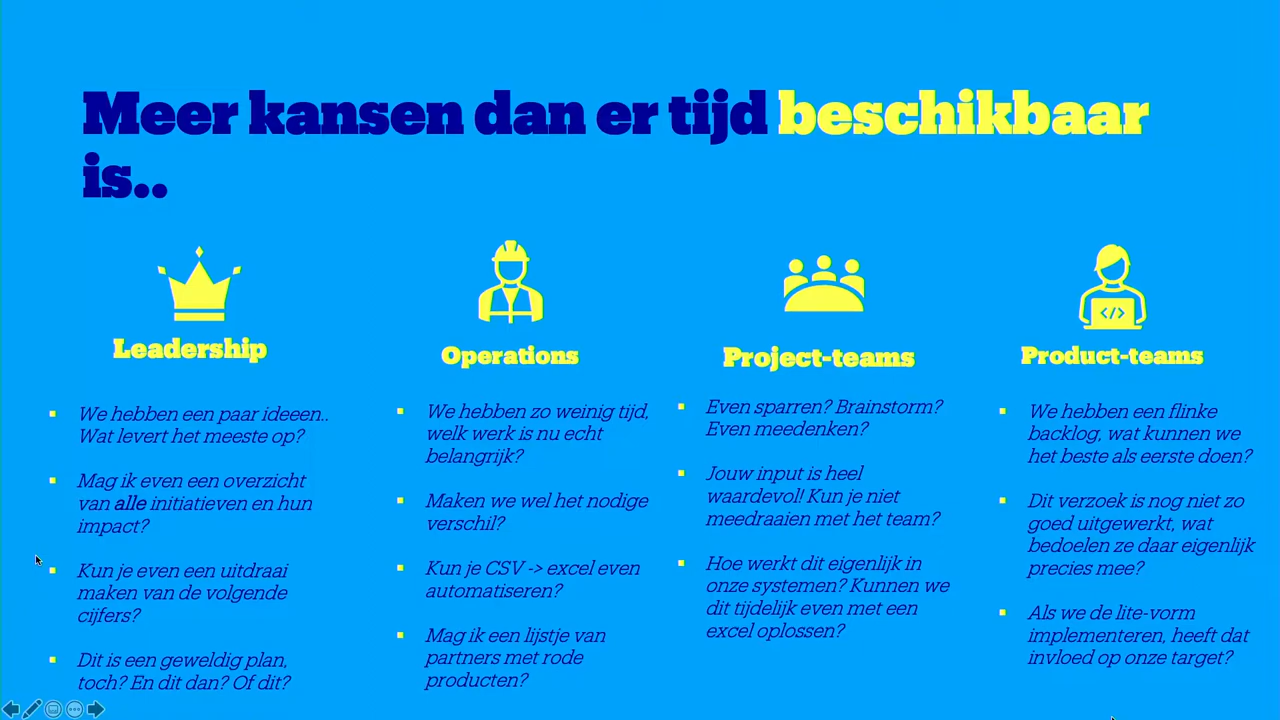 Meer kansen dan er tijd beschikbaar
is..
Leadership
We hebben een paar ideeen..
Wat levert het meeste op?
Mag ik even een overzicht
van alle initiatieven en hun
impact?
Kun je even een uitdraai
maken van de volgende
cijfers?
Dit is een geweldig plan,
toch? En dit dan? Of dit?
Operations
We hebben zo weinig tijd,
welk werk is nu echt
belangrijk?
Maken we wel het nodige
verschil?
Kun je CSV -> excel even
automatiseren?
Mag ik een lijstje van
partners met rode
producten?
Project-teams
Even sparren? Brainstorm?
Even meedenken?
Jouw input is heel
waardevol! Kun je niet
meedraaien met het team?
Hoe werkt dit eigenlijk in
onze systemen? Kunnen we
dit tijdelijk even met een
excel oplossen?
Product-teams
We hebben een flinke
backlog, wat kunnen we
het beste als eerste doen?
Dit verzoek is nog niet zo
goed uitgewerkt, wat
bedoelen ze daar eigenlijk
precies mee?
Als we de lite-vorm
implementeren, heeft dat
invloed op onze target?